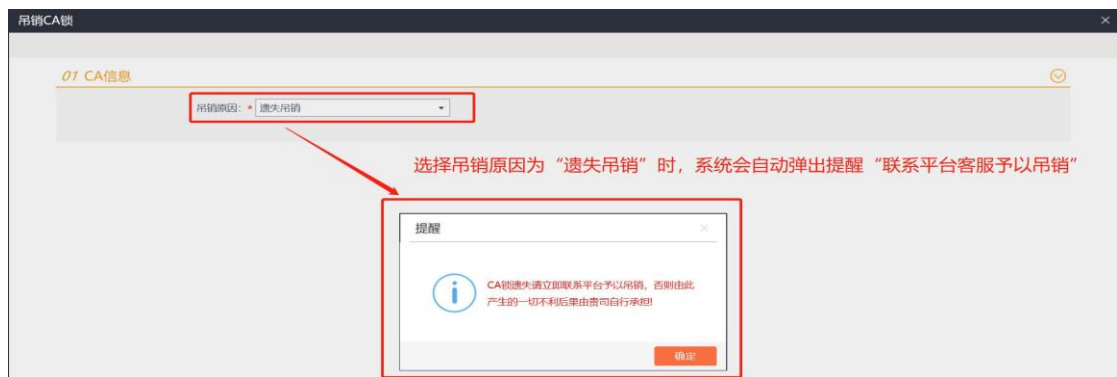 吊销CA锁
01 CA信息
吊销原因: * 遗失吊销
选择吊销原因为“遗失吊销”时，系统会自动弹出提醒“联系平台客服予以吊销”
提醒
CA锁遗失请立即联系平台予以吊销，否则由此
产生的一切不利后果由贵司自行承担!
确定